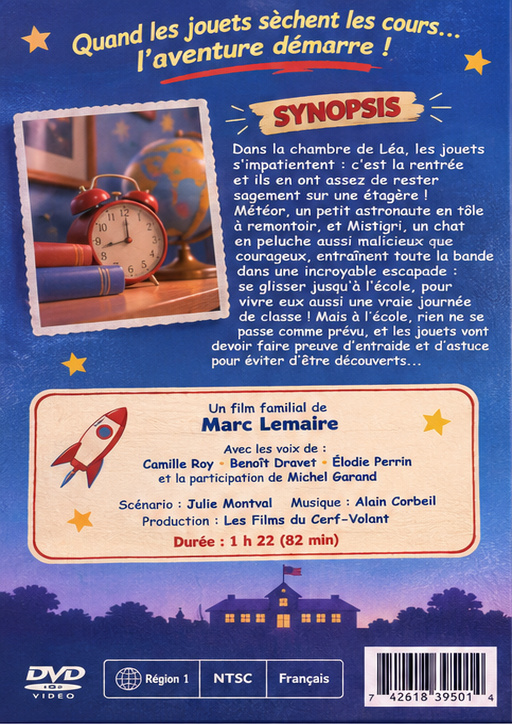 Quand les jouets sèchent les cours...
l'aventure démarre !
SYNOPSIS
Dans la chambre de Léa, les jouets
s'impatientent : c'est la rentrée
et ils en ont assez de rester
sagement sur une étagère !
Météor, un petit astronaute en tôle
à remontoir, et Mistigri, un chat
en peluche aussi malicieux que
courageux, entraînent toute la bande
dans une incroyable escapade :
se glisser jusqu'à l'école, pour
vivre eux aussi une vraie journée
de classe ! Mais à l'école, rien ne se
passe comme prévu, et les jouets vont
devoir faire preuve d'entraide et d'astuce
pour éviter d'être découverts...
Un film familial de
Marc Lemaire
Avec les voix de :
Camille Roy • Benoît Dravet • Élodie Perrin
et la participation de Michel Garand
Scénario : Julie Montval Musique : Alain Corbeil
Production : Les Films du Cerf-Volant
Durée : 1 h 22 (82 min)
DVD VIDEO
Région 1 NTSC Français
7 42618 39501 4